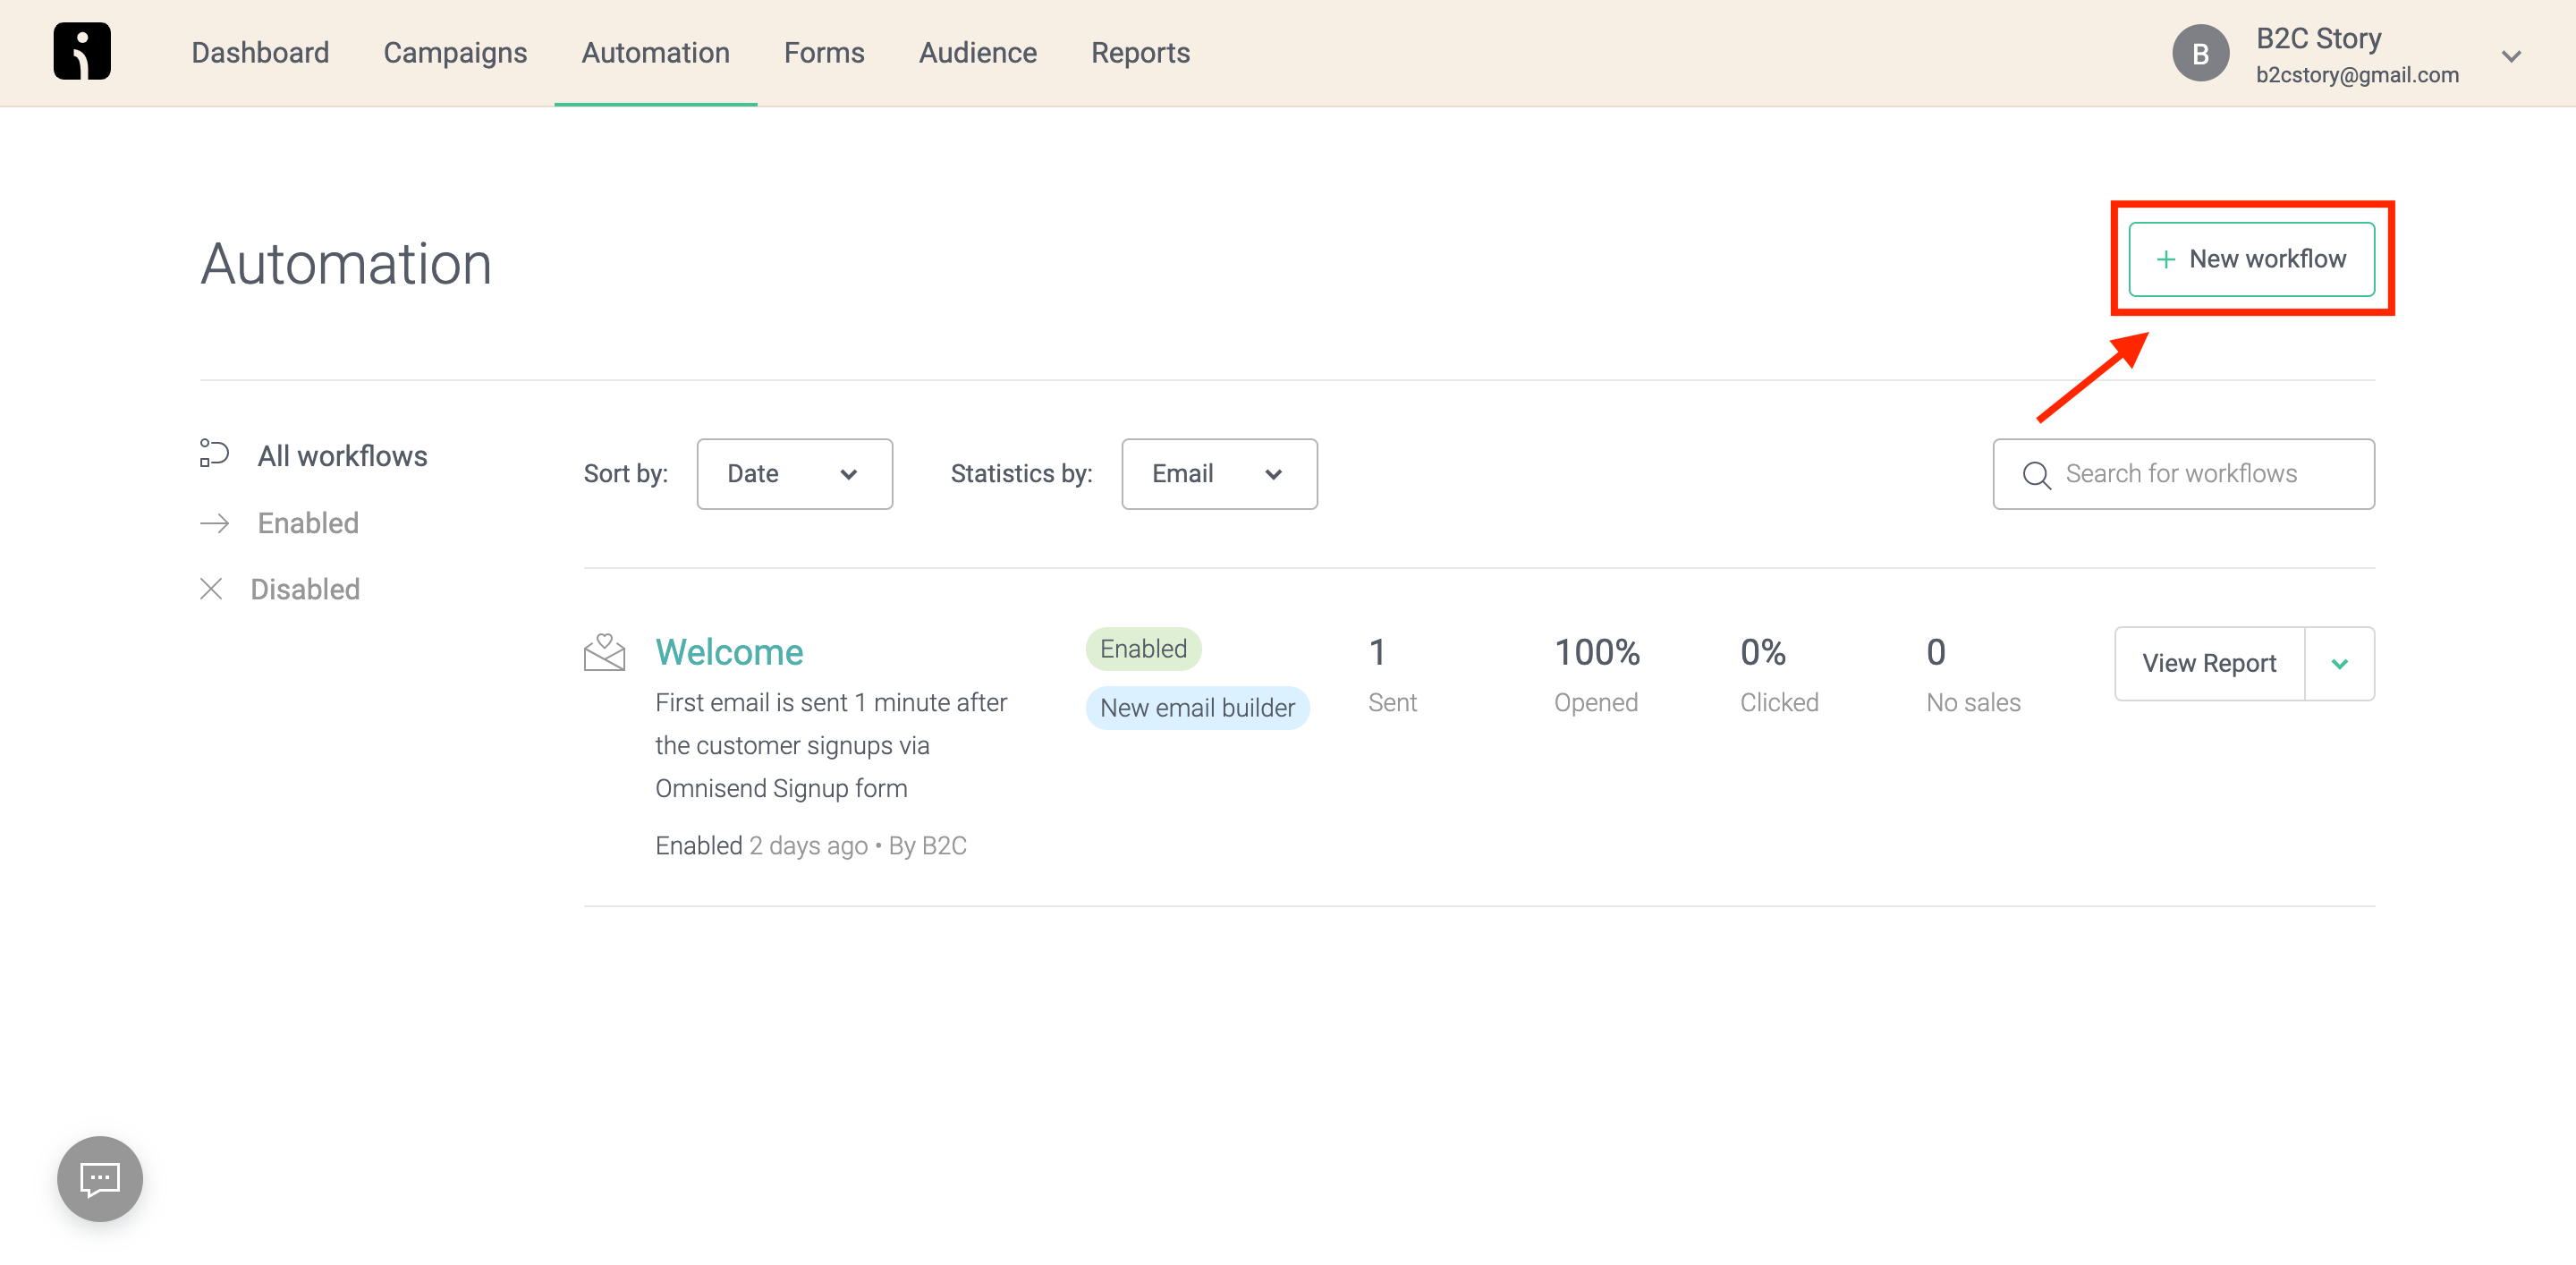 Dashboard Campaigns Automation Forms Audience Reports
B
B2C Story
b2cstory@gmail.com
Automation
+ New workflow
All workflows
Enabled
Disabled
Sort by: Date Statistics by: Email
Search for workflows
Welcome
First email is sent 1 minute after
the customer signups via
Omnisend Signup form
Enabled 2 days ago • By B2C
Enabled
New email builder
1
Sent
100%
Opened
0%
Clicked
0
No sales
View Report